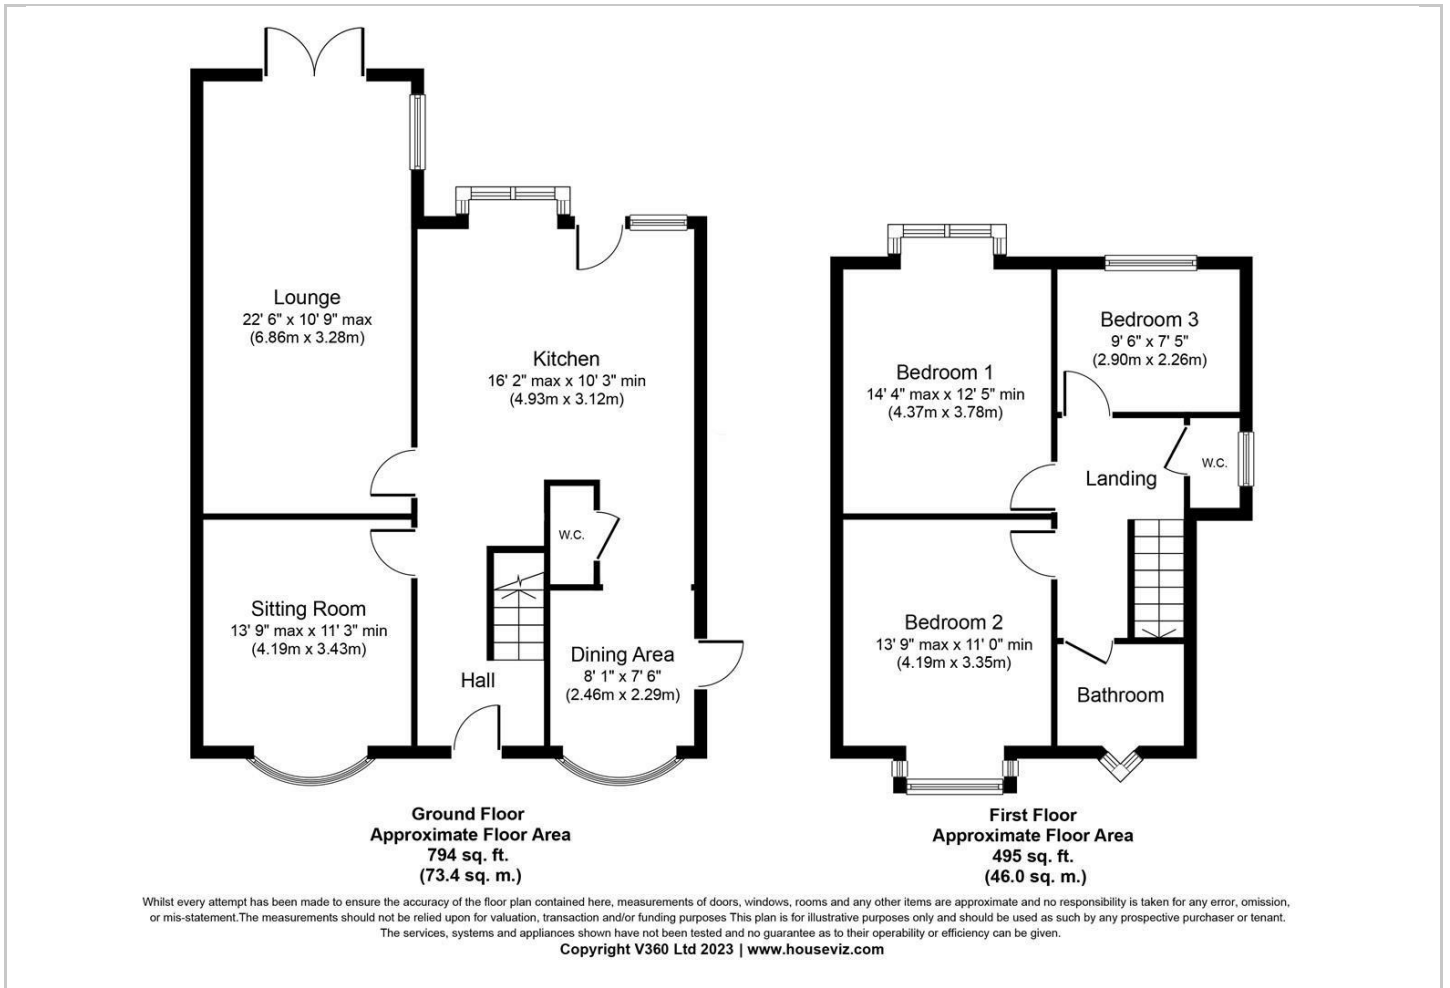 Lounge
22' 6" x 10' 9" max
(6.86m x 3.28m)
Kitchen
16' 2" max x 10' 3" min
(4.93m x 3.12m)
W.C.
Sitting Room
13' 9" max x 11' 3" min
(4.19m x 3.43m)
Hall
Dining Area
8' 1" x 7' 6"
(2.46m x 2.29m)
Ground Floor
Approximate Floor Area
794 sq. ft.
(73.4 sq. m.)
Bedroom 1
14' 4" max x 12' 5" min
(4.37m x 3.78m)
Bedroom 3
9' 6" x 7' 5"
(2.90m x 2.26m)
Landing
W.C.
Bedroom 2
13' 9" max x 11' 0" min
(4.19m x 3.35m)
Bathroom
First Floor
Approximate Floor Area
495 sq. ft.
(46.0 sq. m.)
Whilst every attempt has been made to ensure the accuracy of the floor plan contained here, measurements of doors, windows, rooms and any other items are approximate and no responsibility is taken for any error, omission,
or mis-statement.The measurements should not be relied upon for valuation, transaction and/or funding purposes This plan is for illustrative purposes only and should be used as such by any prospective purchaser or tenant.
The services, systems and appliances shown have not been tested and no guarantee as to their operability or efficiency can be given.
Copyright V360 Ltd 2023 | www.houseviz.com